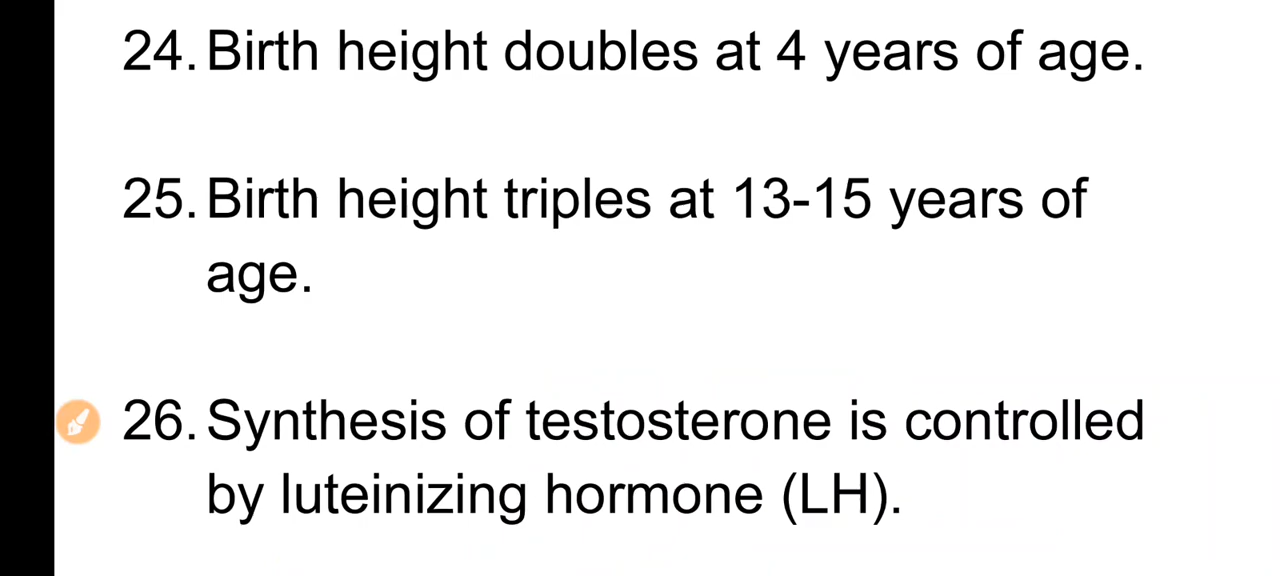 24. Birth height doubles at 4 years of age.
25. Birth height triples at 13-15 years of
age.
26. Synthesis of testosterone is controlled
by luteinizing hormone (LH).